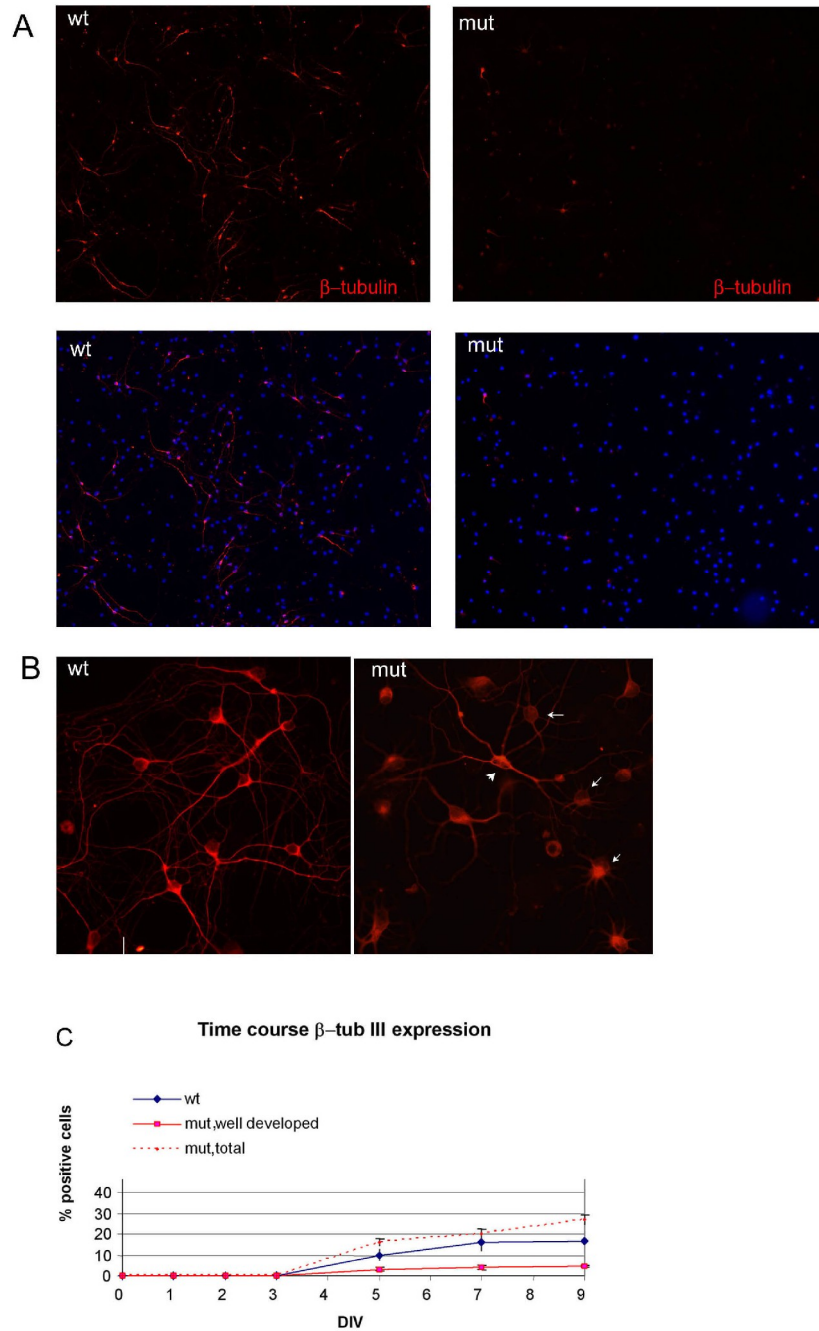 A
wt
mut
β–tubulin
β–tubulin
wt
mut
B
wt
mut
C
Time course β–tub III expression
wt
mut,well developed
mut,total
% positive cells
40
30
20
10
0
0 1 2 3 4 5 6 7 8 9
DIV